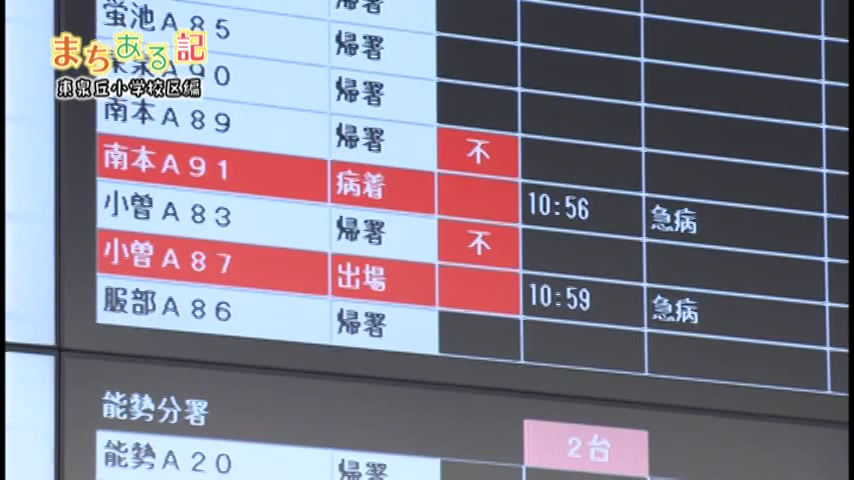 まちある記
東泉丘小学校区編
帰署
蛍池A85 帰署
A90 帰署
南本A89 帰署 不
南本A91 病着 10:56 急病
小曽A83 帰署 不
小曽A87 出場 10:59 急病
服部A86 帰署
能勢分署
2台
能勢A20 帰署